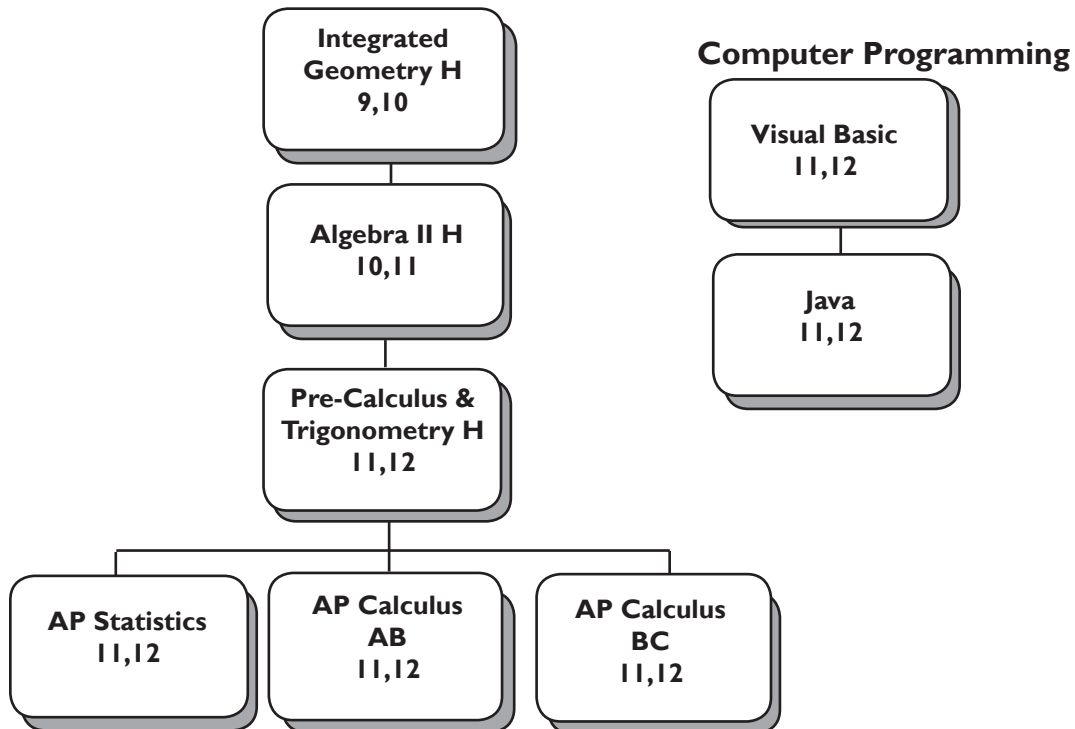 Integrated
Geometry H
9,10
Computer Programming
Visual Basic
11,12
Algebra II H
10,11
Java
11,12
Pre-Calculus &
Trigonometry H
11,12
AP Statistics
11,12
AP Calculus
AB
11,12
AP Calculus
BC
11,12